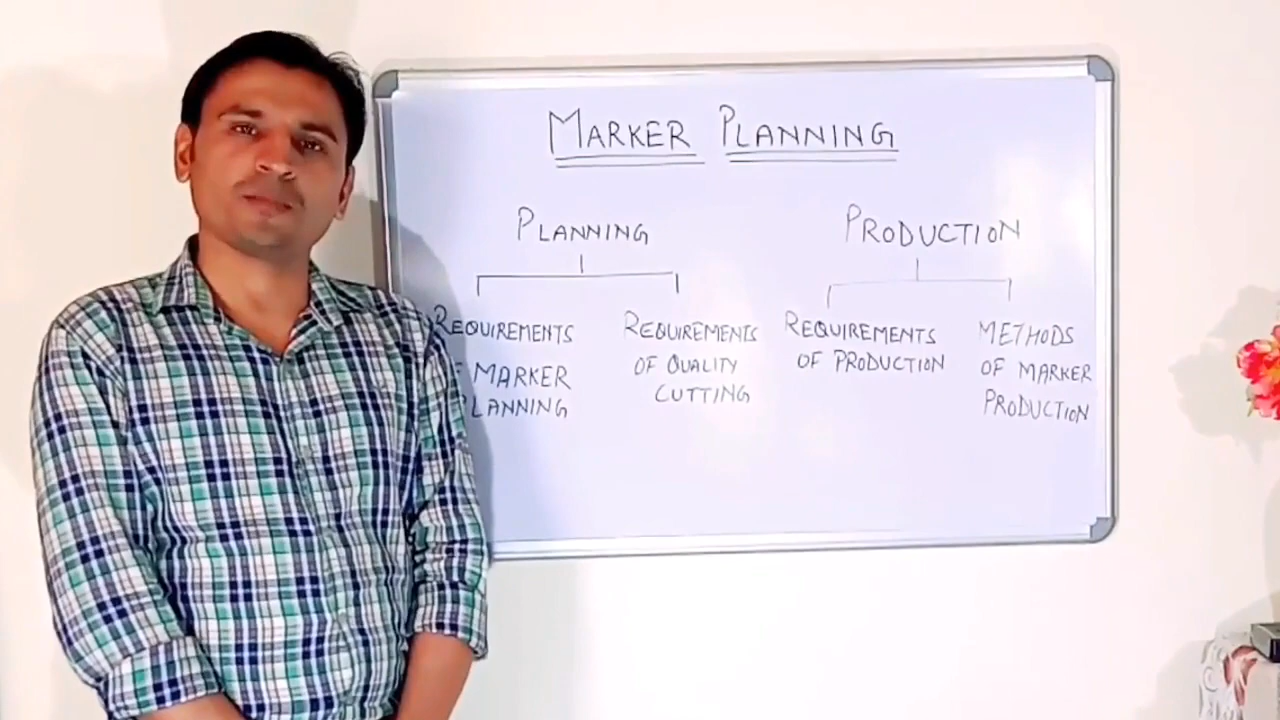 MARKER PLANNING
PLANNING
PRODUCTION
REQUIREMENTS
MARKER
REQUIREMENTS
OF QUALITY
CUTTING
REQUIREMENTS
OF PRODUCTION
METHODS
OF MARKER
PRODUCTION